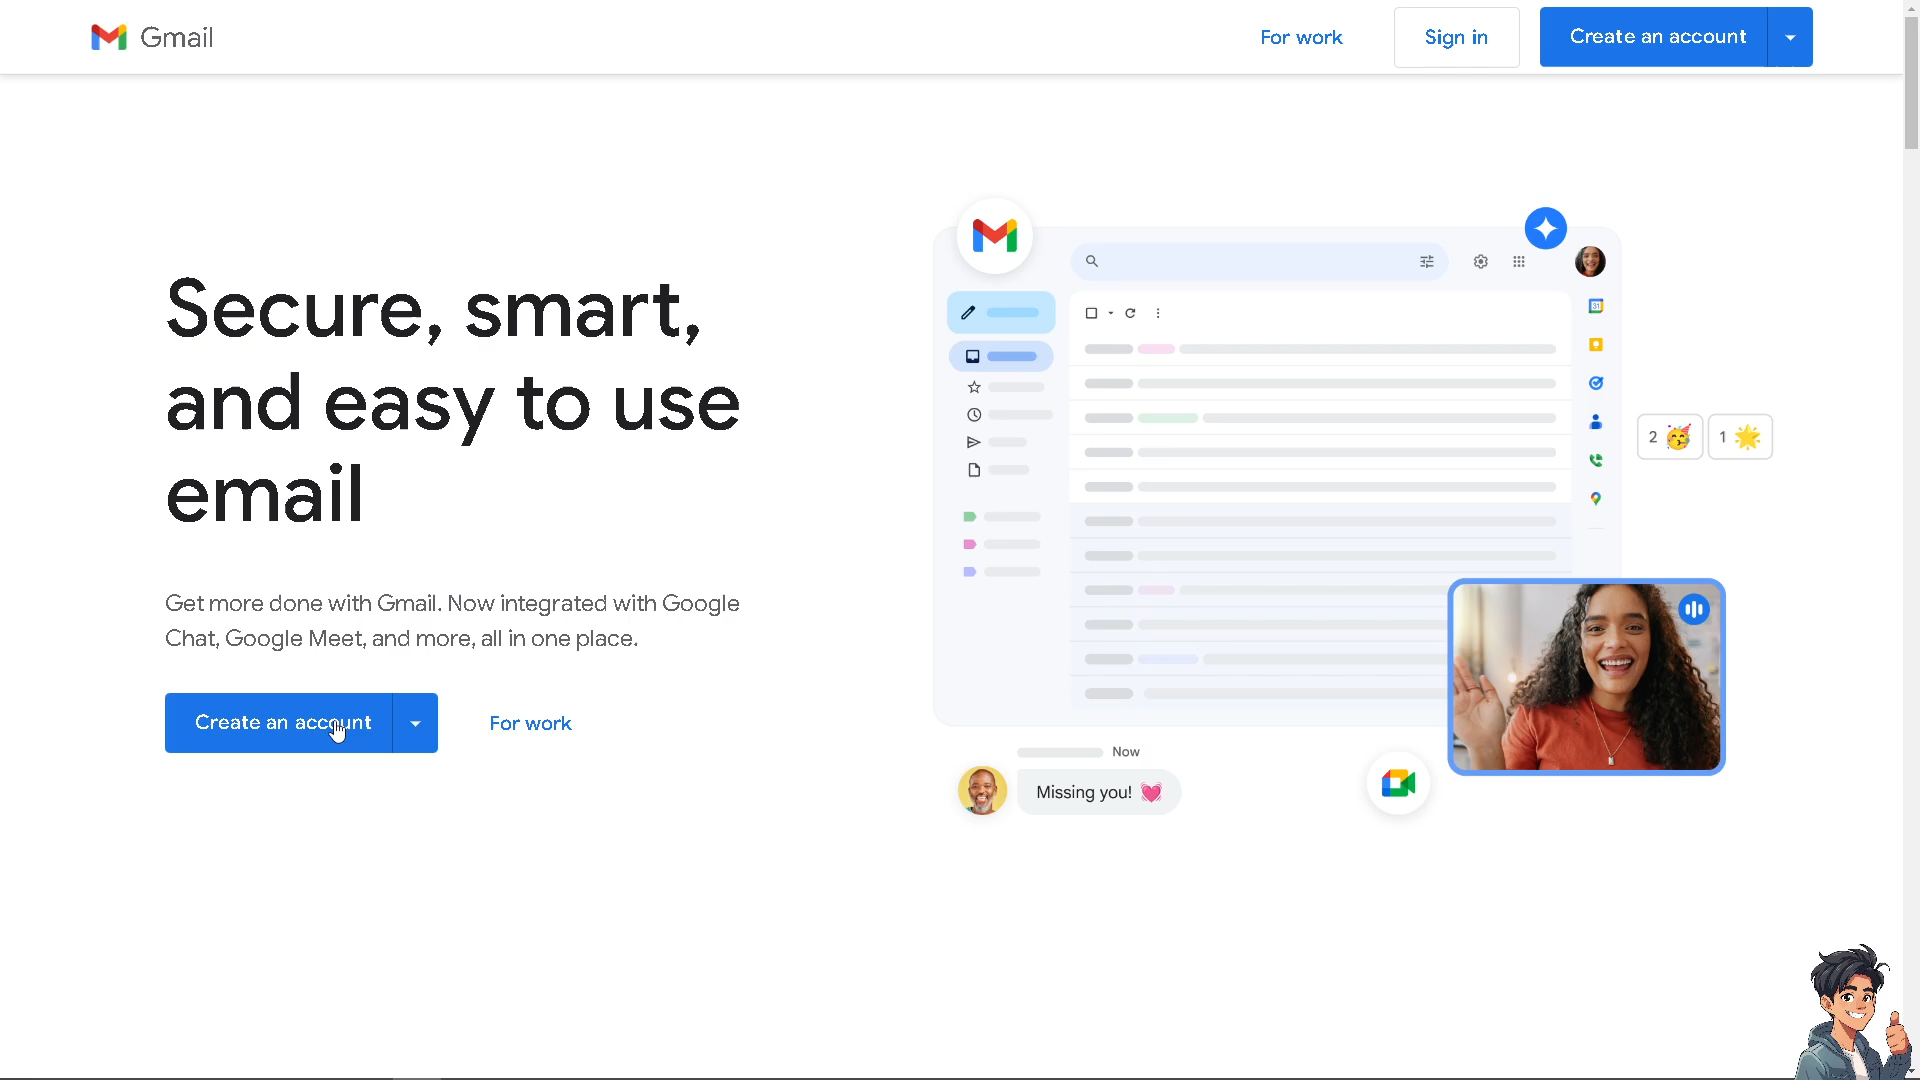 Gmail
For work
Sign in
Create an account
Secure, smart,
and easy to use
email
Get more done with Gmail. Now integrated with Google
Chat, Google Meet, and more, all in one place.
Create an account
For work
31
2 🥳 1 🌟
Now
Missing you! 💓